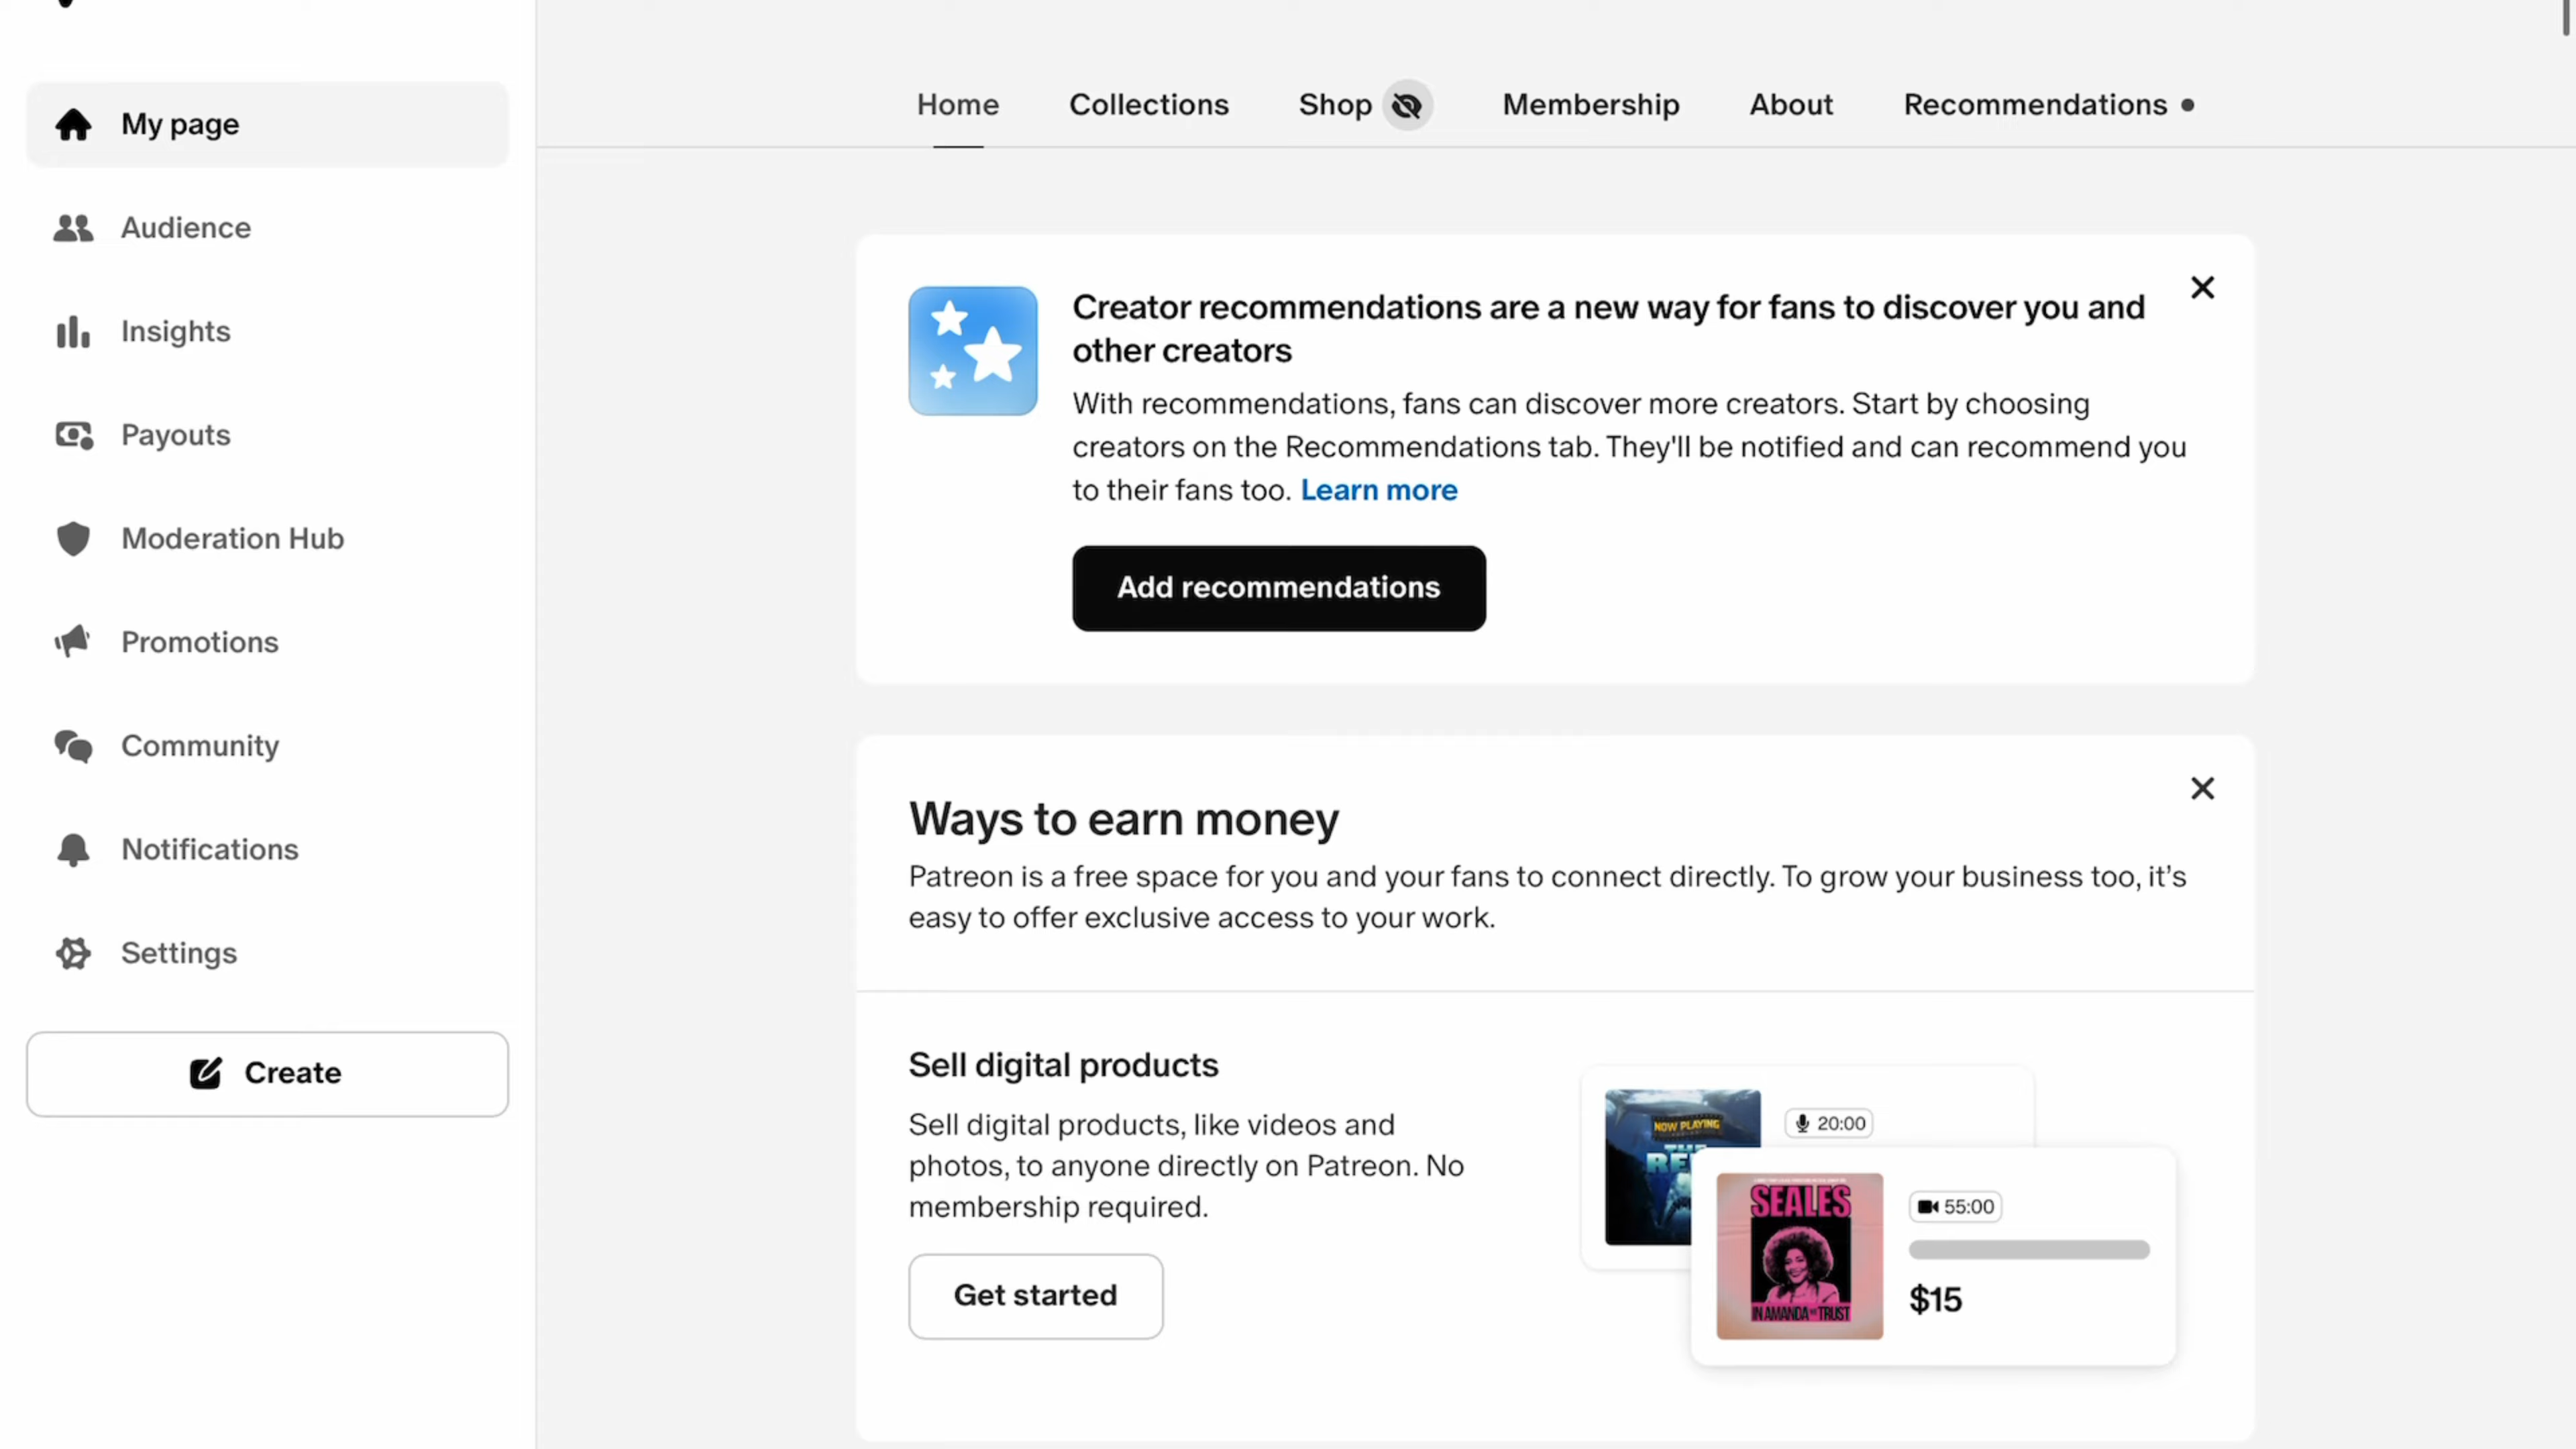 My page
Audience
Insights
Payouts
Moderation Hub
Promotions
Community
Notifications
Settings
Create
Home Collections Shop Membership About Recommendations
Creator recommendations are a new way for fans to discover you and
other creators
With recommendations, fans can discover more creators. Start by choosing
creators on the Recommendations tab. They'll be notified and can recommend you
to their fans too. Learn more
Add recommendations
Ways to earn money
Patreon is a free space for you and your fans to connect directly. To grow your business too, it’s
easy to offer exclusive access to your work.
Sell digital products
Sell digital products, like videos and
photos, to anyone directly on Patreon. No
membership required.
Get started
NOW PLAYING
20:00
SEALES
IN AMANDA WE TRUST
55:00
$15